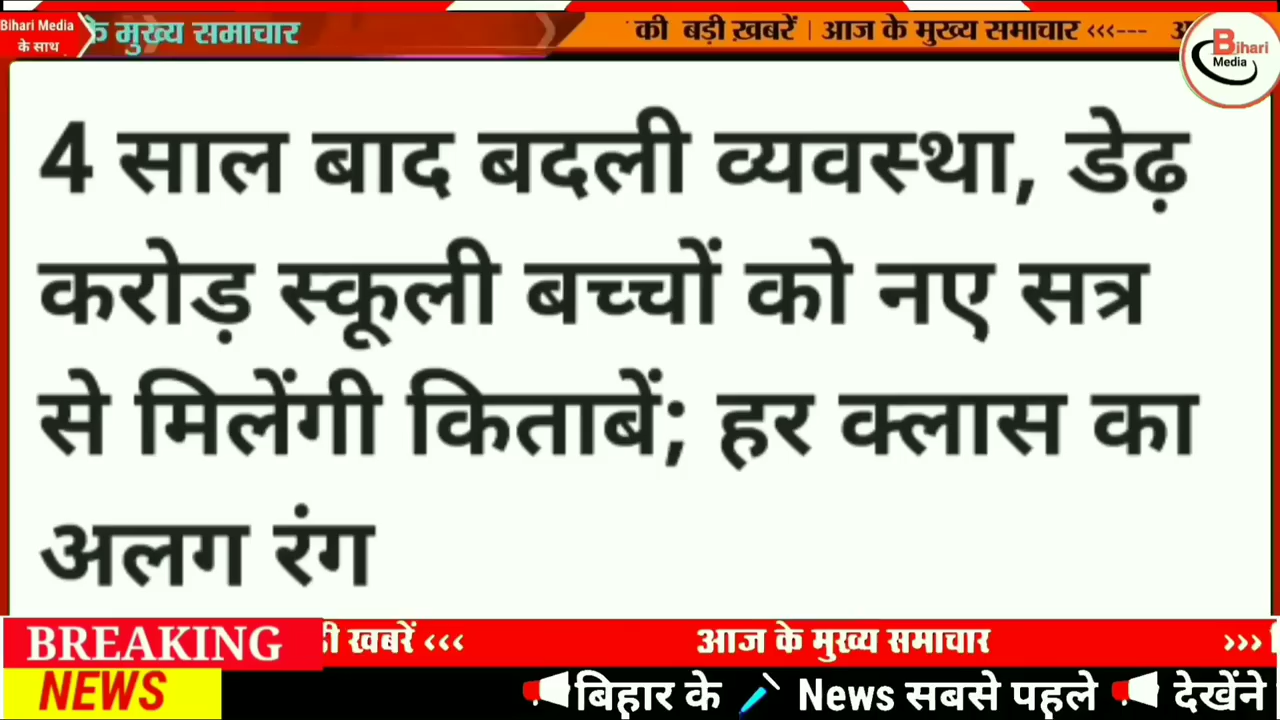 Bihari Media
के साथ
के मुख्य समाचार
की बड़ी ख़बरें | आज के मुख्य समाचार <<<---
Bihari
Media
4 साल बाद बदली व्यवस्था, डेढ़
करोड़ स्कूली बच्चों को नए सत्र
से मिलेंगी किताबें; हर क्लास का
अलग रंग
BREAKING
NEWS
खबरें <<< आज के मुख्य समाचार >>>
बिहार के News सबसे पहले देखेंने